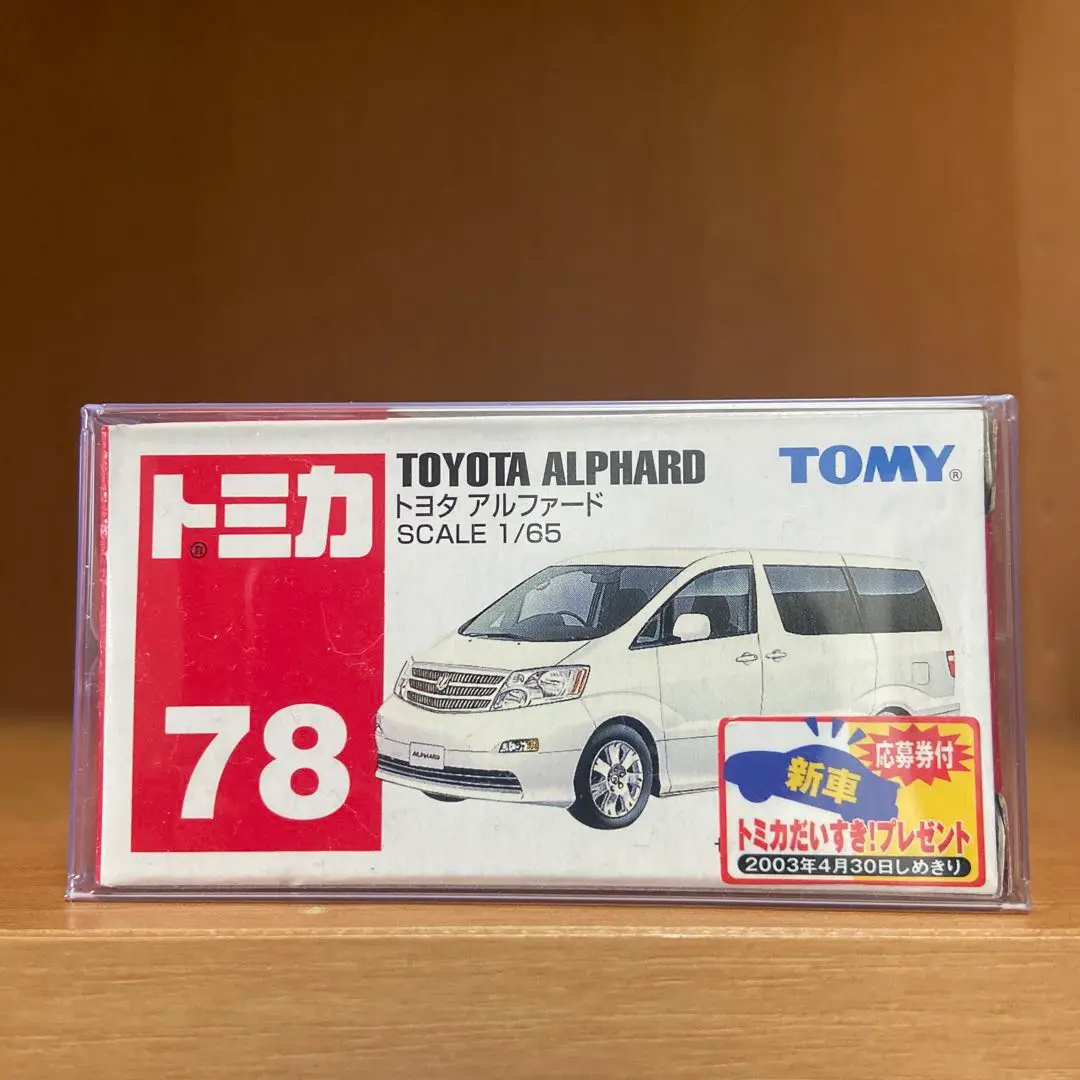 トミカ®
TOYOTA ALPHARD
トヨタ アルファード
SCALE 1/65
TOMY®
78
ALPHARD
新車
応募券付
トミカだいすき!プレゼント
2003年4月30日しめきり